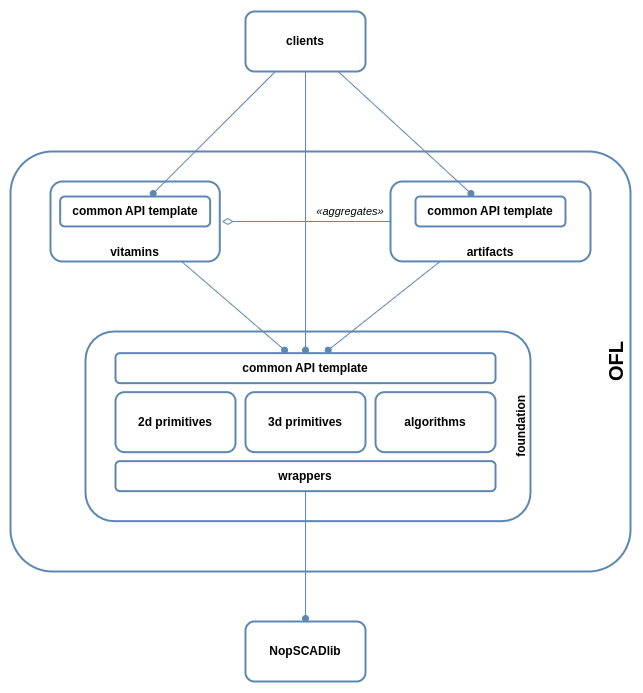 clients
«aggregates»
common API template
common API template
vitamins
artifacts
OFL
common API template
2d primitives
3d primitives
algorithms
foundation
wrappers
NopSCADlib